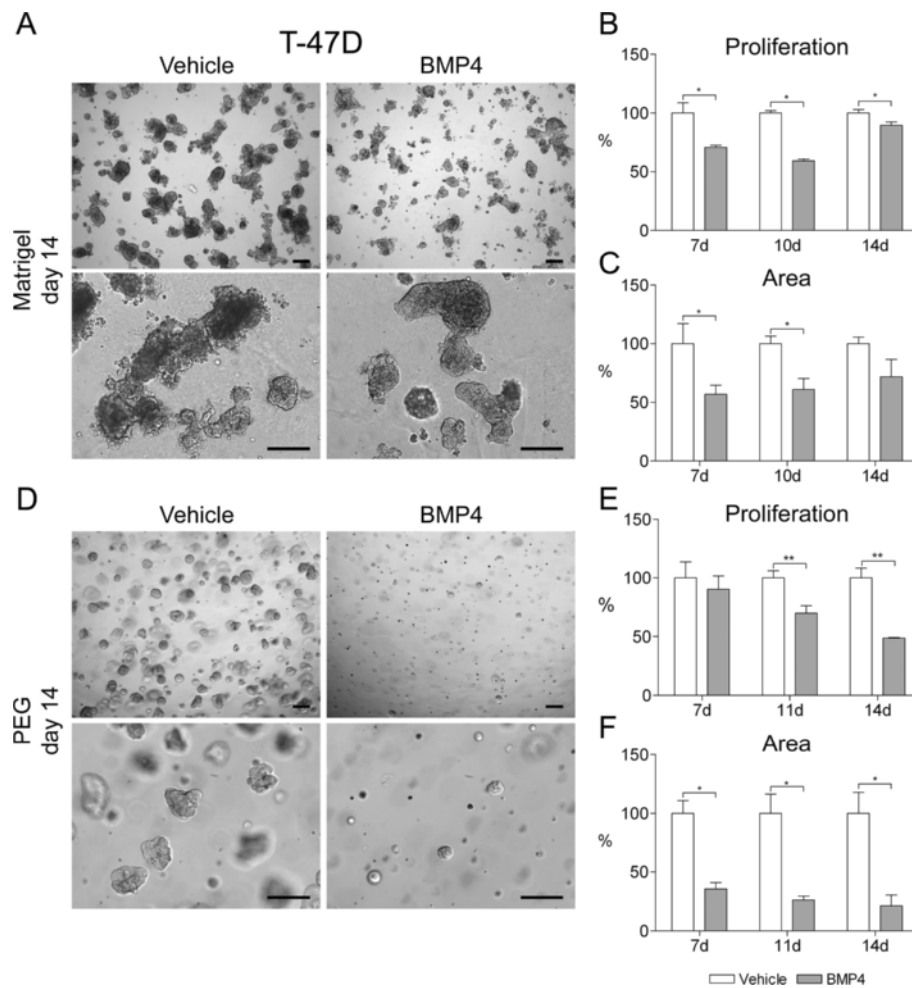 A
T-47D
Vehicle
BMP4
Matrigel
day 14
B
Proliferation
150
100
50
0
%
*
*
*
7d
10d
14d
C
Area
150
100
50
0
%
*
*
7d
10d
14d
D
Vehicle
BMP4
PEG
day 14
E
Proliferation
150
100
50
0
%
**
**
7d
11d
14d
F
Area
150
100
50
0
%
*
*
*
7d
11d
14d
Vehicle
BMP4